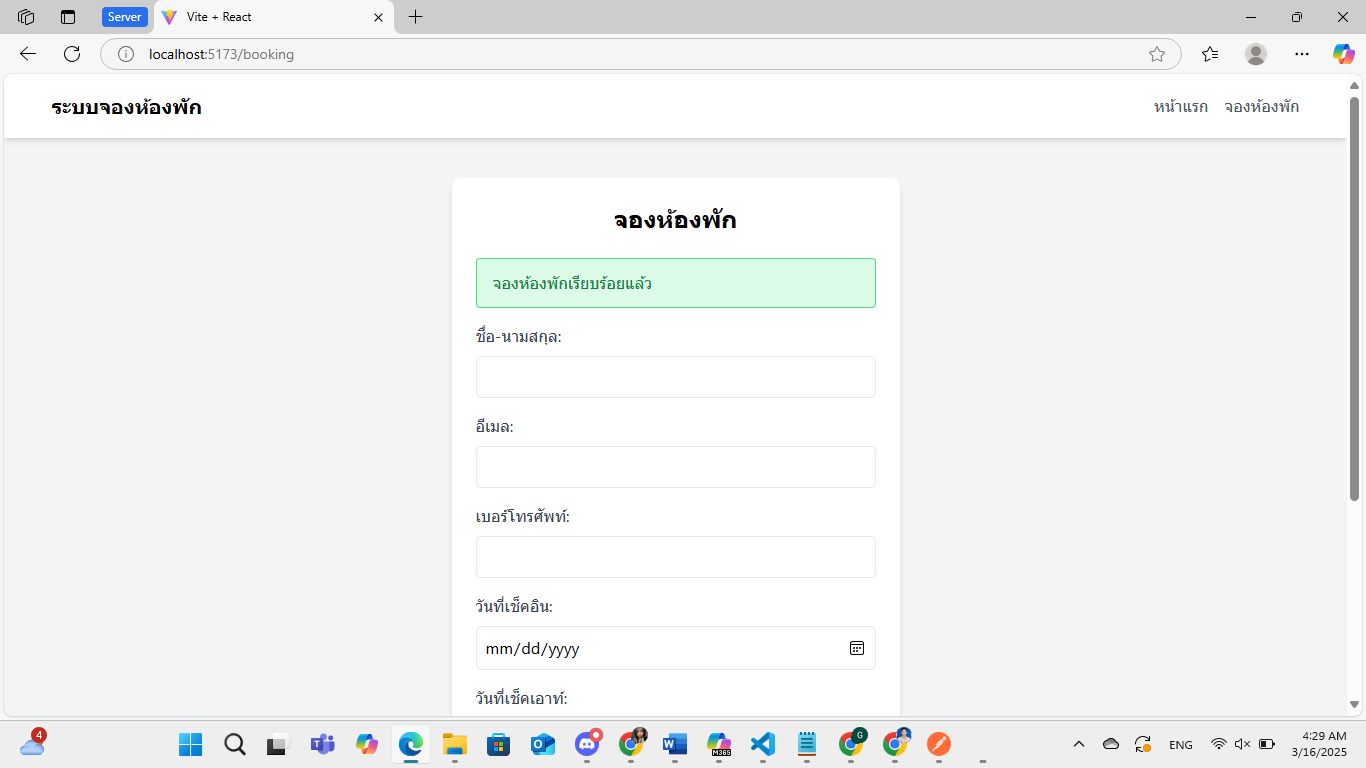 Server
Vite + React
localhost:5173/booking
ระบบจองห้องพัก
หน้าแรก จองห้องพัก
จองห้องพัก
จองห้องพักเรียบร้อยแล้ว
ชื่อ-นามสกุล:
อีเมล:
เบอร์โทรศัพท์:
วันที่เช็คอิน:
mm/dd/yyyy
วันที่เช็คเอาท์:
4
M365
G
ENG
4:29 AM
3/16/2025